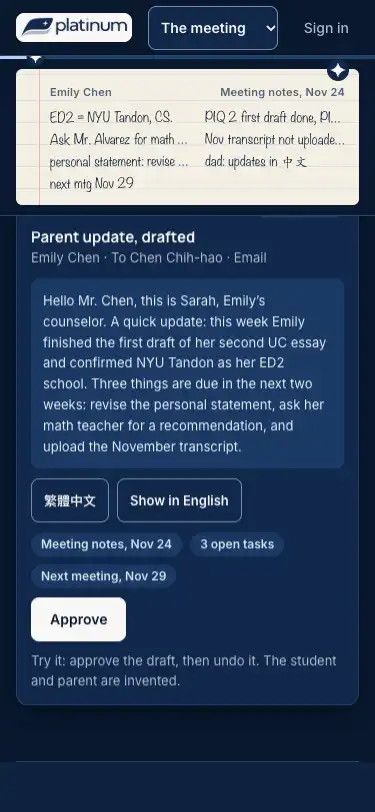 platinum
The meeting
Sign in
Emily Chen
Meeting notes, Nov 24
ED2 = NYU Tandon, CS.
PIQ 2 first draft done, PI...
Ask Mr. Alvarez for math ...
Nov transcript not uploade...
personal statement: revise ...
dad: updates in 中文
next mtg Nov 29
Parent update, drafted
Emily Chen · To Chen Chih-hao · Email
Hello Mr. Chen, this is Sarah, Emily’s
counselor. A quick update: this week Emily
finished the first draft of her second UC essay
and confirmed NYU Tandon as her ED2
school. Three things are due in the next two
weeks: revise the personal statement, ask her
math teacher for a recommendation, and
upload the November transcript.
繁體中文
Show in English
Meeting notes, Nov 24
3 open tasks
Next meeting, Nov 29
Approve
Try it: approve the draft, then undo it. The student
and parent are invented.